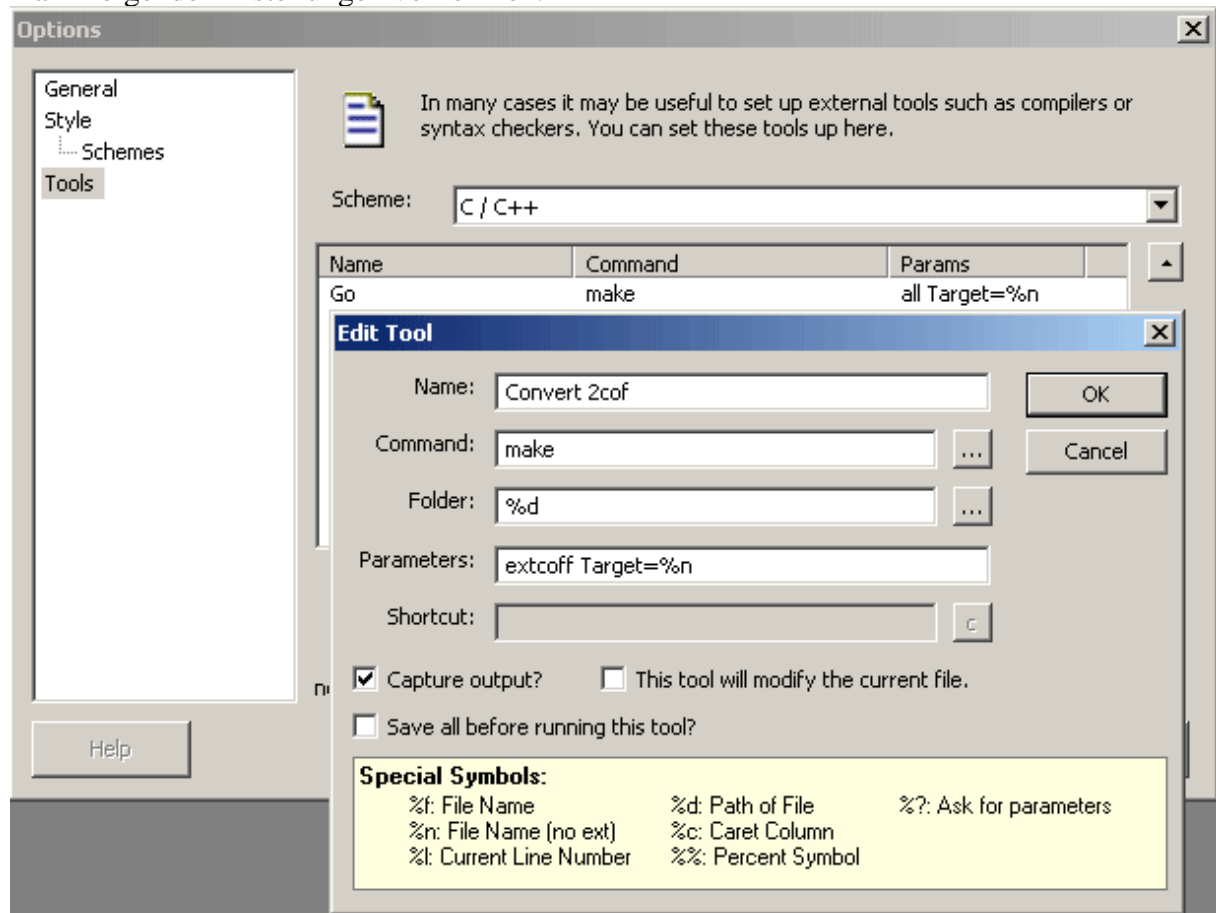 Options
General
Style
Schemes
Tools
In many cases it may be useful to set up external tools such as compilers or
syntax checkers. You can set these tools up here.
Scheme: C / C++
Name Command Params
Go make all Target=%n
Edit Tool
Name: Convert 2cof
OK
Command: make ...
Cancel
Folder: %d ...
Parameters: extcoff Target=%n
Shortcut: c
Capture output? This tool will modify the current file.
Save all before running this tool?
Help
Special Symbols:
%f: File Name %d: Path of File %?: Ask for parameters
%n: File Name (no ext) %c: Caret Column
%l: Current Line Number %%: Percent Symbol